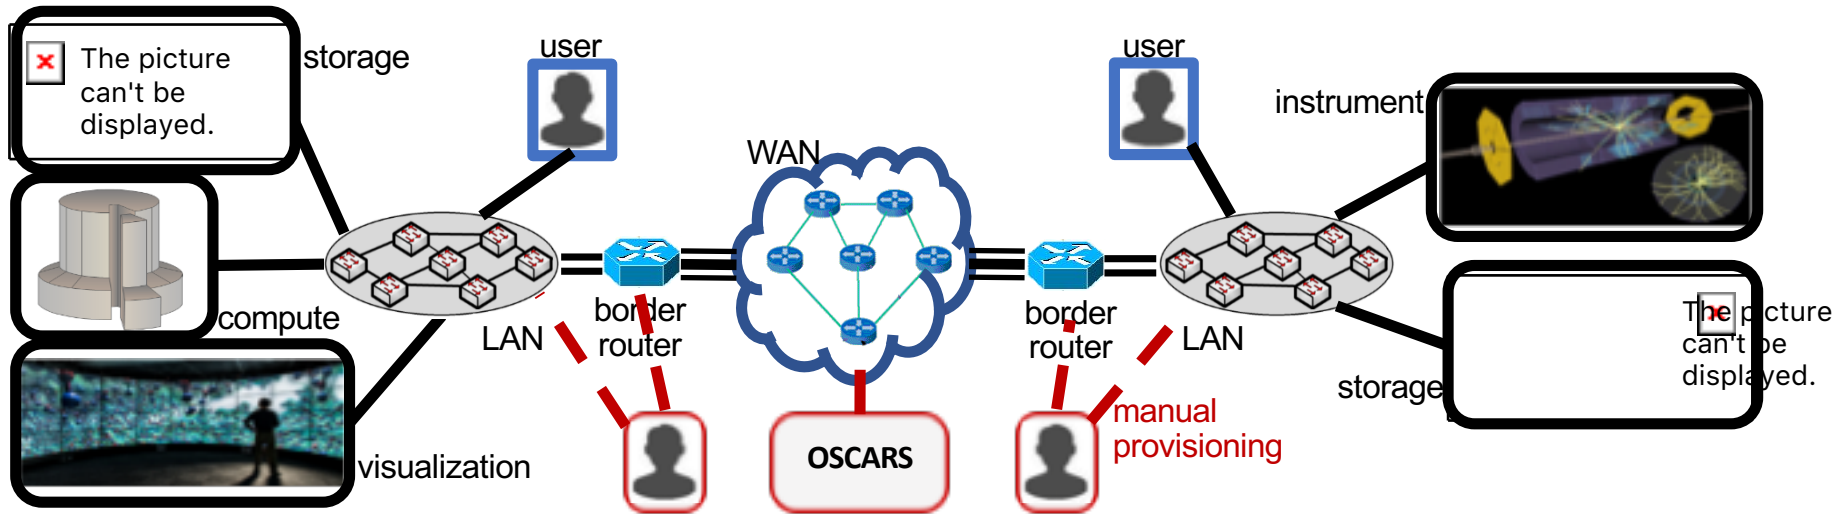 The picture
can't be
displayed.
storage
user
WAN
user
instrument
compute
LAN
border
router
border
router
LAN
The picture
can't be
displayed.
storage
visualization
OSCARS
manual
provisioning